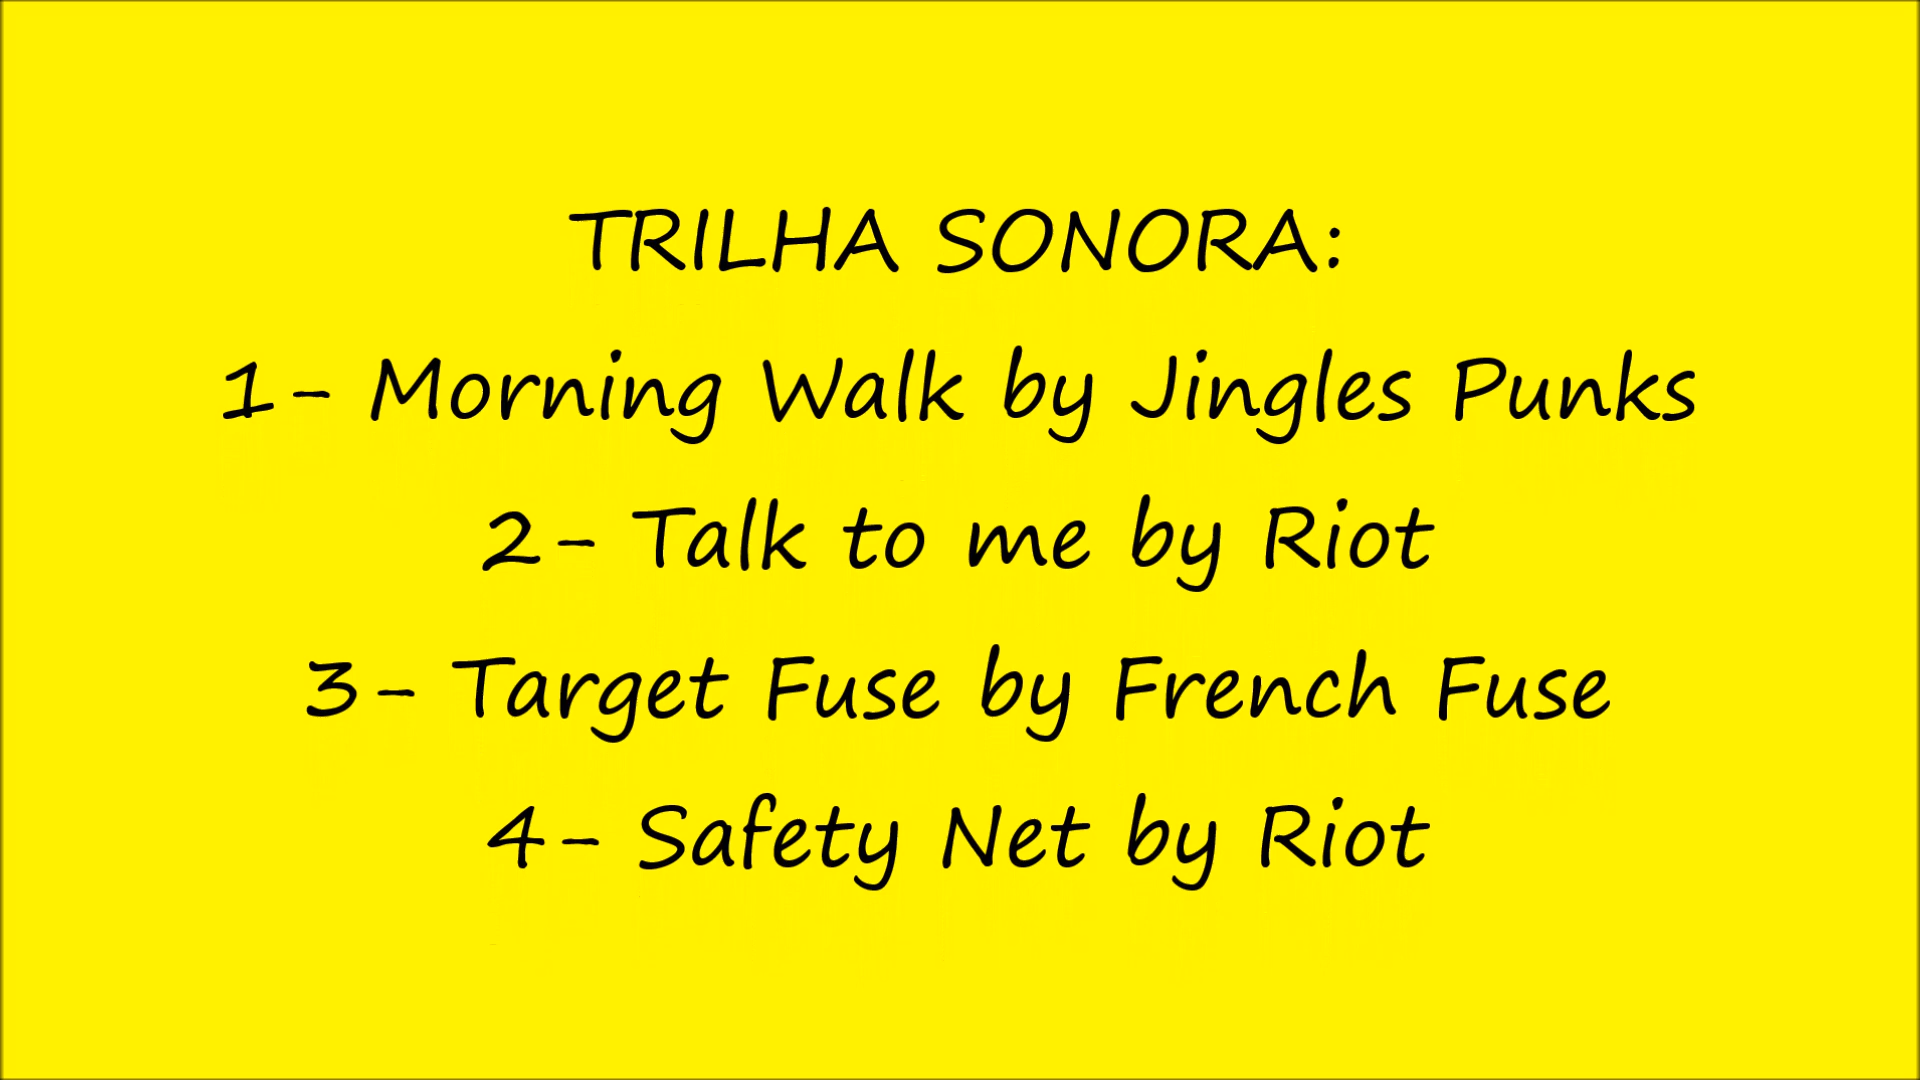 TRILHA SONORA:
1- Morning Walk by Jingles Punks
2- Talk to me by Riot
3- Target Fuse by French Fuse
4- Safety Net by Riot